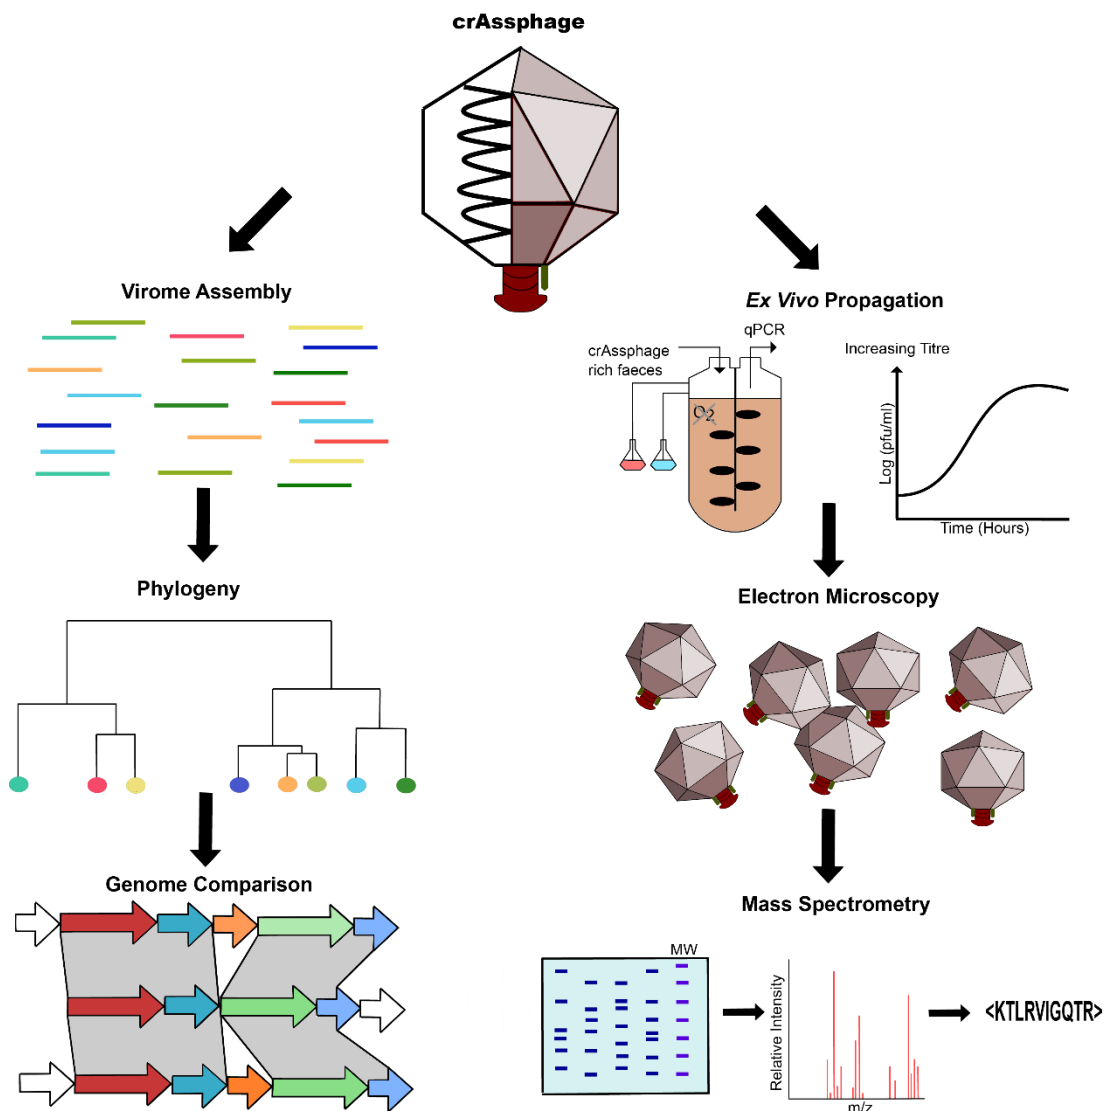 crAssphage
Virome Assembly
Phylogeny
Genome Comparison
Ex Vivo Propagation
qPCR
crAssphage
rich faeces
O2
Increasing Titre
Log (pfu/ml)
Time (Hours)
Electron Microscopy
Mass Spectrometry
MW
Relative Intensity
m/z
<KTLRVIGQTR>